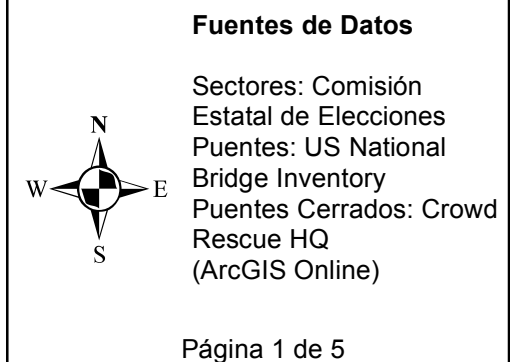 Fuentes de Datos
Sectores: Comisión
Estatal de Elecciones
Puentes: US National
Bridge Inventory
Puentes Cerrados: Crowd
Rescue HQ
(ArcGIS Online)
N
W E
S
Página 1 de 5